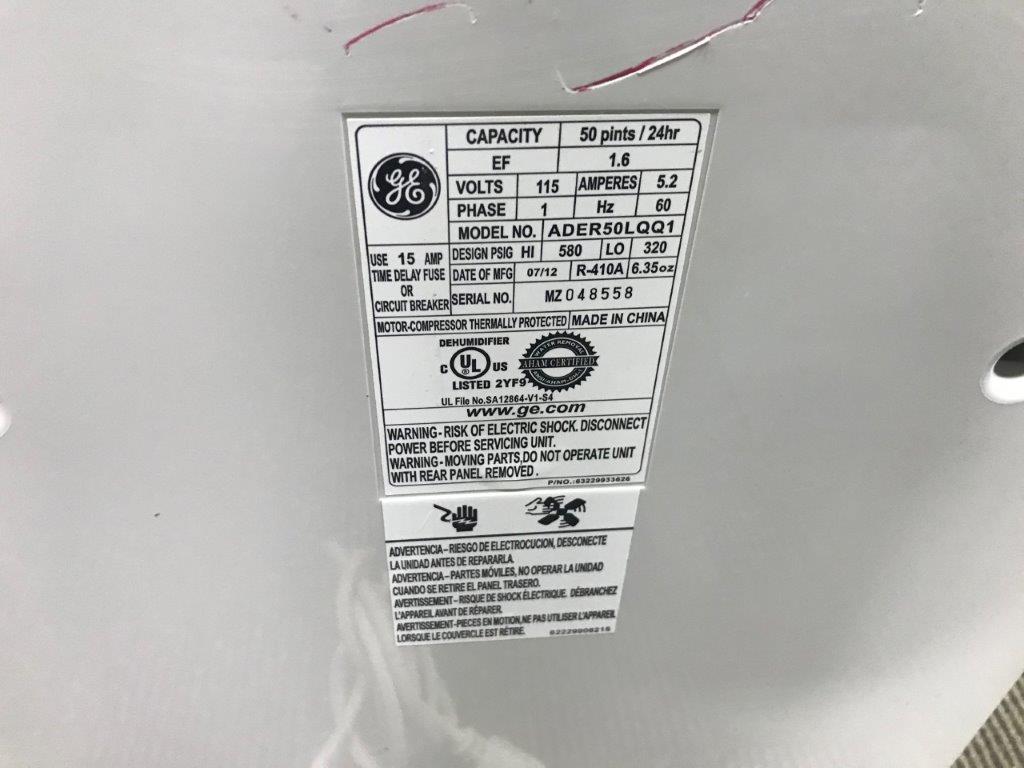 CAPACITY 50 pints / 24hr
EF 1.6
GE
VOLTS 115 AMPERES 5.2
PHASE 1 Hz 60
MODEL NO. ADER50LQQ1
USE 15 AMP
TIME DELAY FUSE
OR
CIRCUIT BREAKER
DESIGN PSIG HI 580 LO 320
DATE OF MFG 07/12 R-410A 6.35oz
SERIAL NO. MZ 048558
MOTOR-COMPRESSOR THERMALLY PROTECTED MADE IN CHINA
DEHUMIDIFIER
C UL ® US
LISTED 2YF9
AHAM CERTIFIED
UL File No.SA12864-V1-S4
www.ge.com
WARNING- RISK OF ELECTRIC SHOCK. DISCONNECT
POWER BEFORE SERVICING UNIT.
WARNING- MOVING PARTS,DO NOT OPERATE UNIT
WITH REAR PANEL REMOVED .
P/NO.:63229933626
ADVERTENCIA – RIESGO DE ELECTROCUCION, DESCONECTE
LA UNIDAD ANTES DE REPARARLA.
ADVERTENCIA – PARTES MÓVILES, NO OPERAR LA UNIDAD
CUANDO SE RETIRE EL PANEL TRASERO.
AVERTISSEMENT – RISQUE DE SHOCK ÉLECTRIQUE. DÉBRANCHEZ
L'APPAREIL AVANT DE RÉPARER.
AVERTISSEMENT-PIECES EN MOTION,NE PAS UTILISER L'APPAREIL
LORSQUE LE COUVERCLE EST RÉTIRE.